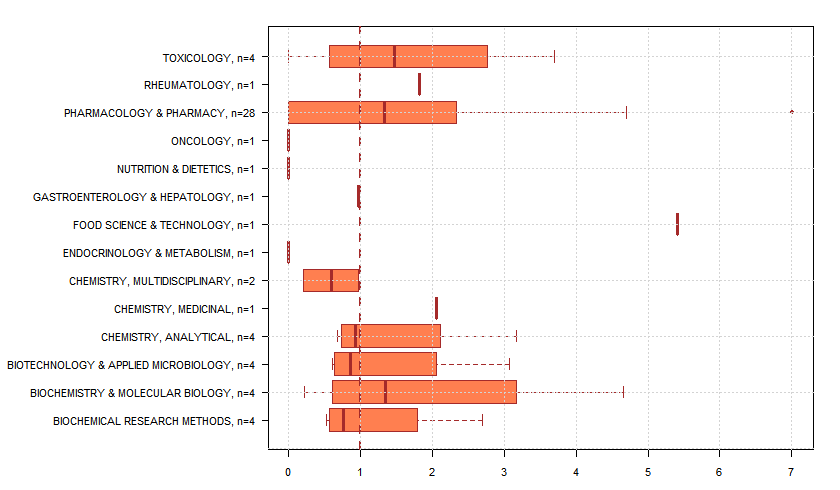 TOXICOLOGY, n=4
RHEUMATOLOGY, n=1
PHARMACOLOGY & PHARMACY, n=28
ONCOLOGY, n=1
NUTRITION & DIETETICS, n=1
GASTROENTEROLOGY & HEPATOLOGY, n=1
FOOD SCIENCE & TECHNOLOGY, n=1
ENDOCRINOLOGY & METABOLISM, n=1
CHEMISTRY, MULTIDISCIPLINARY, n=2
CHEMISTRY, MEDICINAL, n=1
CHEMISTRY, ANALYTICAL, n=4
BIOTECHNOLOGY & APPLIED MICROBIOLOGY, n=4
BIOCHEMISTRY & MOLECULAR BIOLOGY, n=4
BIOCHEMICAL RESEARCH METHODS, n=4
0 1 2 3 4 5 6 7